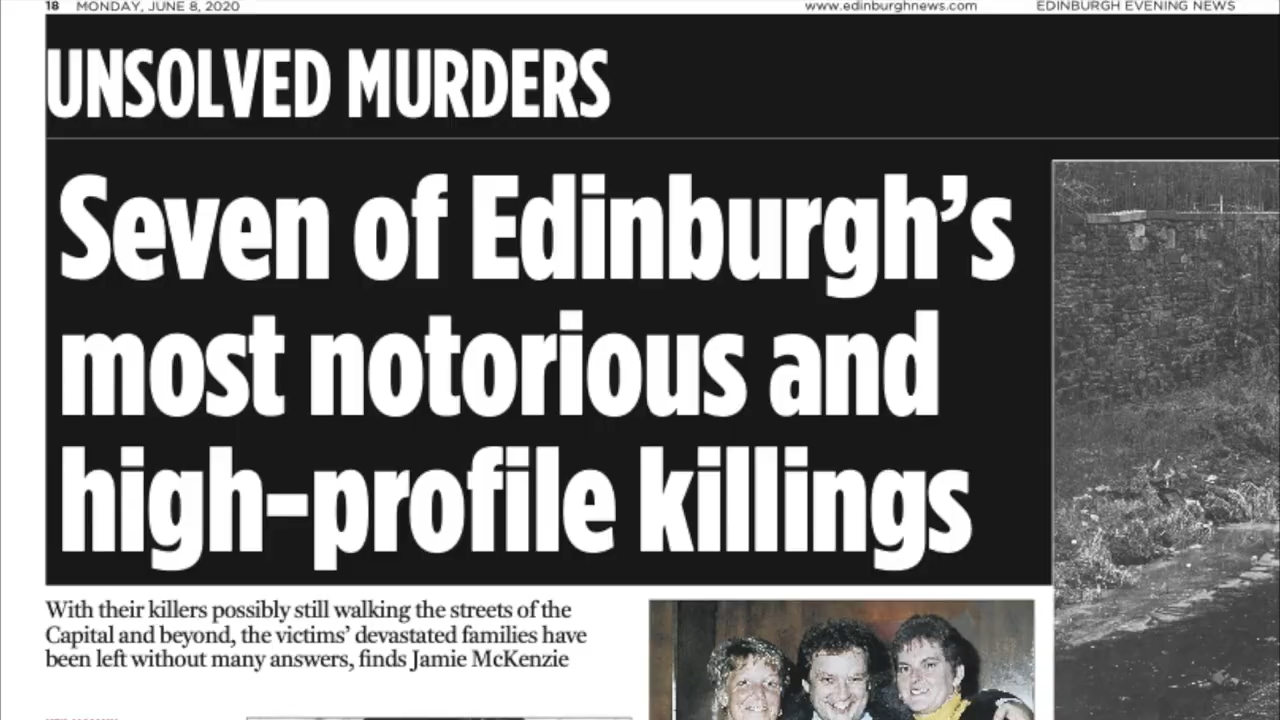 18 MONDAY, JUNE 8, 2020 www.edinburghnews.com EDINBURGH EVENING NEWS
UNSOLVED MURDERS
Seven of Edinburgh’s
most notorious and
high-profile killings
With their killers possibly still walking the streets of the
Capital and beyond, the victims’ devastated families have
been left without many answers, finds Jamie McKenzie